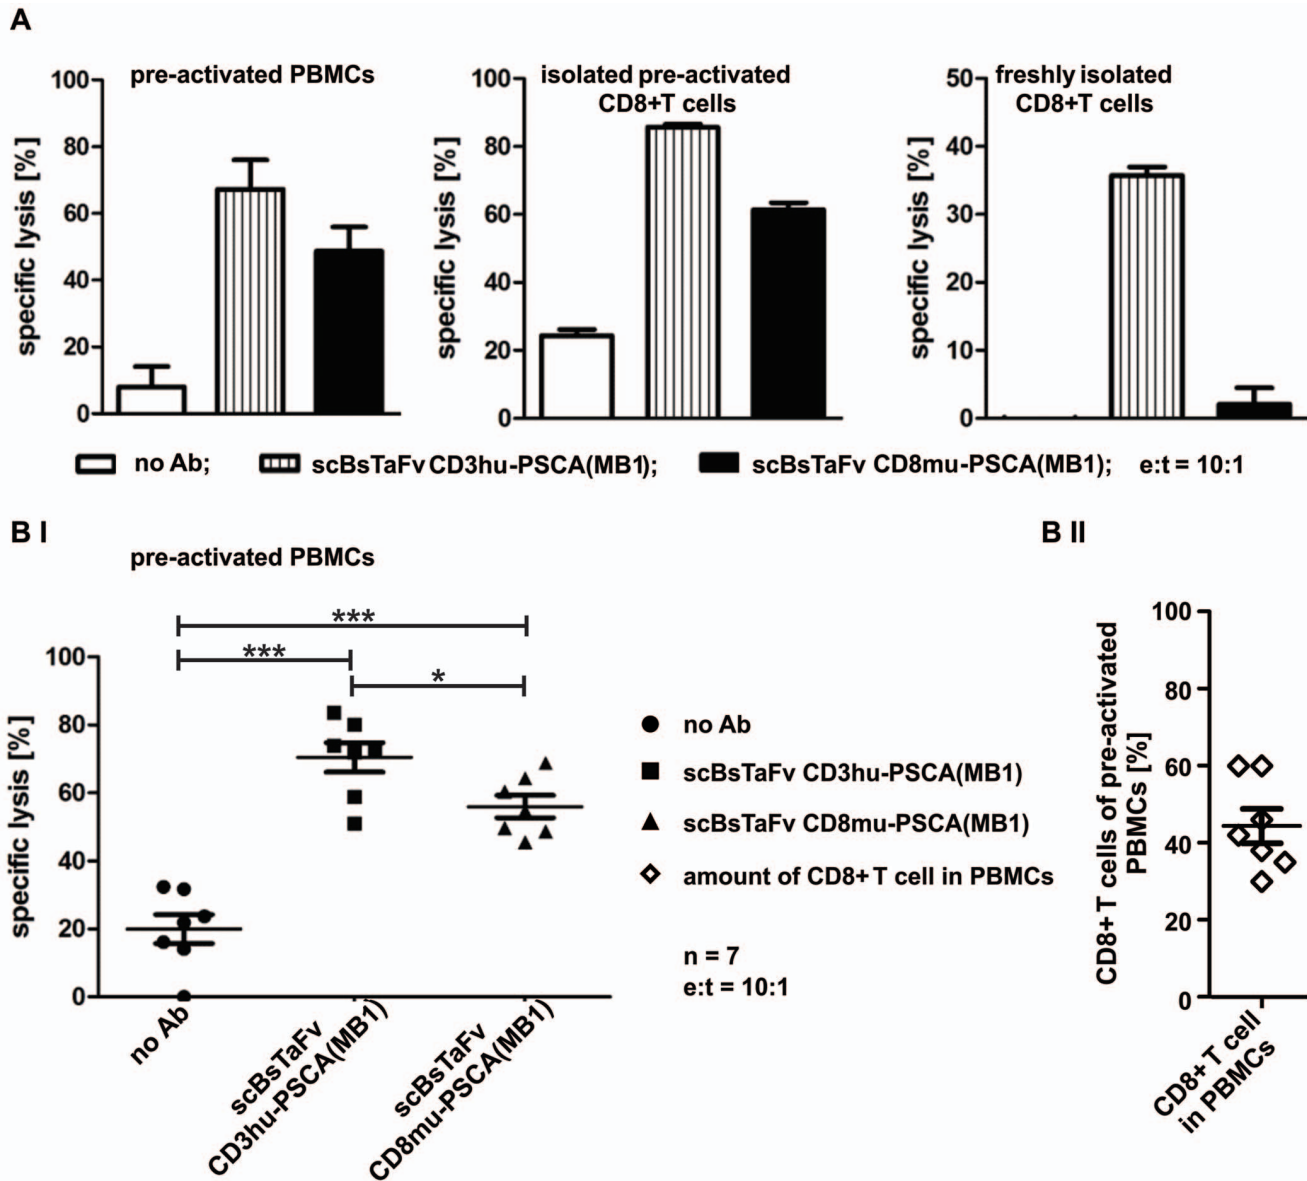 A
pre-activated PBMCs
isolated pre-activated
CD8+T cells
freshly isolated
CD8+T cells
specific lysis [%]
100
80
60
40
20
0
specific lysis [%]
100
80
60
40
20
0
specific lysis [%]
50
40
30
20
10
0
no Ab; scBsTaFv CD3hu-PSCA(MB1); scBsTaFv CD8mu-PSCA(MB1); e:t = 10:1
B I
pre-activated PBMCs
***
***
*
specific lysis [%]
100
80
60
40
20
0
no Ab
scBsTaFv
CD3hu-PSCA(MB1)
scBsTaFv
CD8mu-PSCA(MB1)
no Ab
scBsTaFv CD3hu-PSCA(MB1)
scBsTaFv CD8mu-PSCA(MB1)
amount of CD8+ T cell in PBMCs
n = 7
e:t = 10:1
B II
CD8+ T cells of pre-activated
PBMCs [%]
100
80
60
40
20
0
CD8+ T cell
in PBMCs